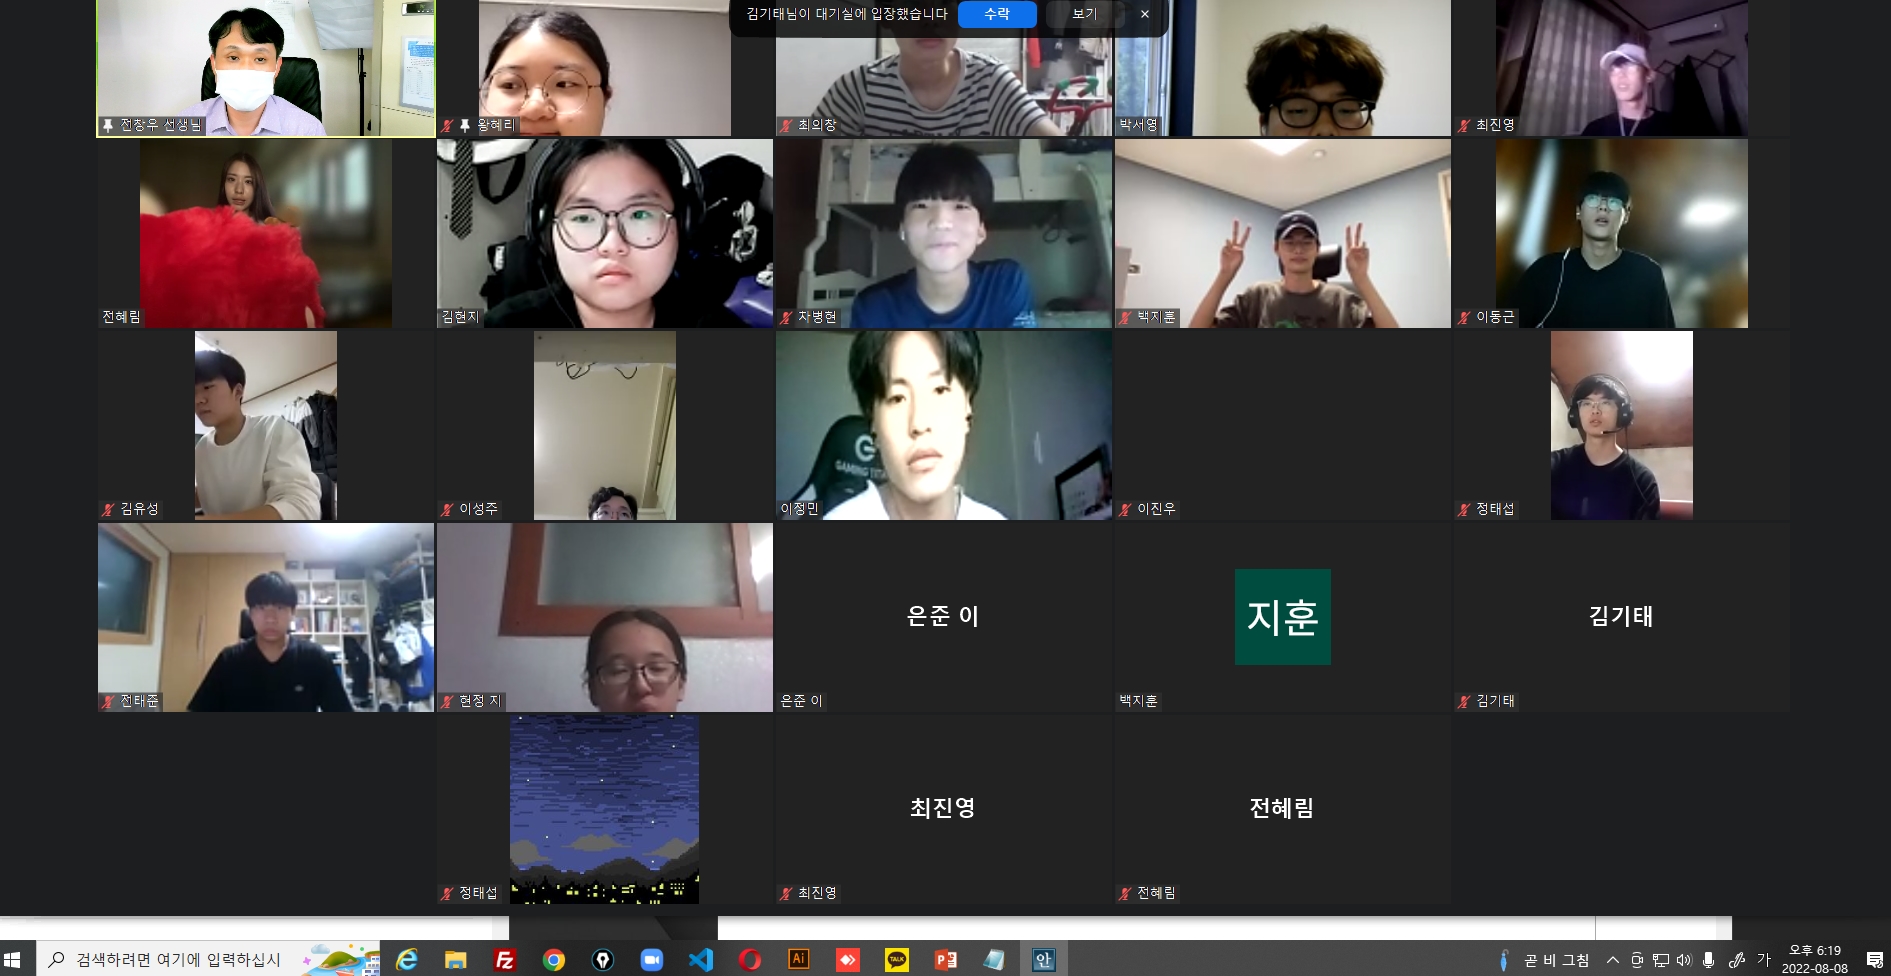 김기태님이 대기실에 입장했습니다 수락 보기
전창우 선생님
왕혜리
최의창
박서영
최진영
전혜림
김현지
차병현
백지훈
이동근
김유성
이성주
G
이정민
이진우
정태섭
은준 이
지훈
김기태
전태준
현정 지
은준 이
백지훈
김기태
최진영
전혜림
정태섭
최진영
전혜림
검색하려면 여기에 입력하십시
Fz
Ai
TALK
P
안
곧 비 그침
가
오후 6:19
2022-08-08